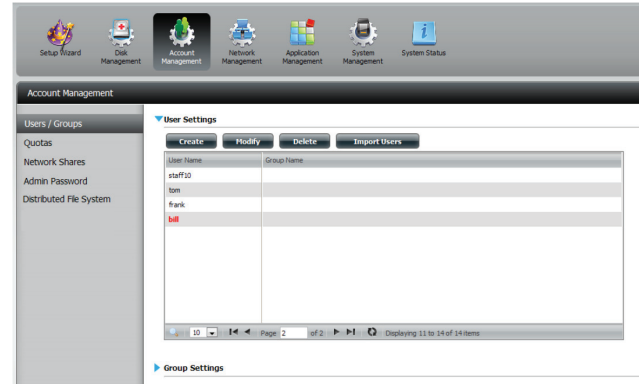 Setup Wizard
Disk Management
Account Management
Network Management
Application Management
System Management
System Status
Account Management
Users / Groups
Quotas
Network Shares
Admin Password
Distributed File System
User Settings
Create Modify Delete Import Users
User Name Group Name
staff10
tom
frank
bill
10 Page 2 of 2 Displaying 11 to 14 of 14 items
Group Settings